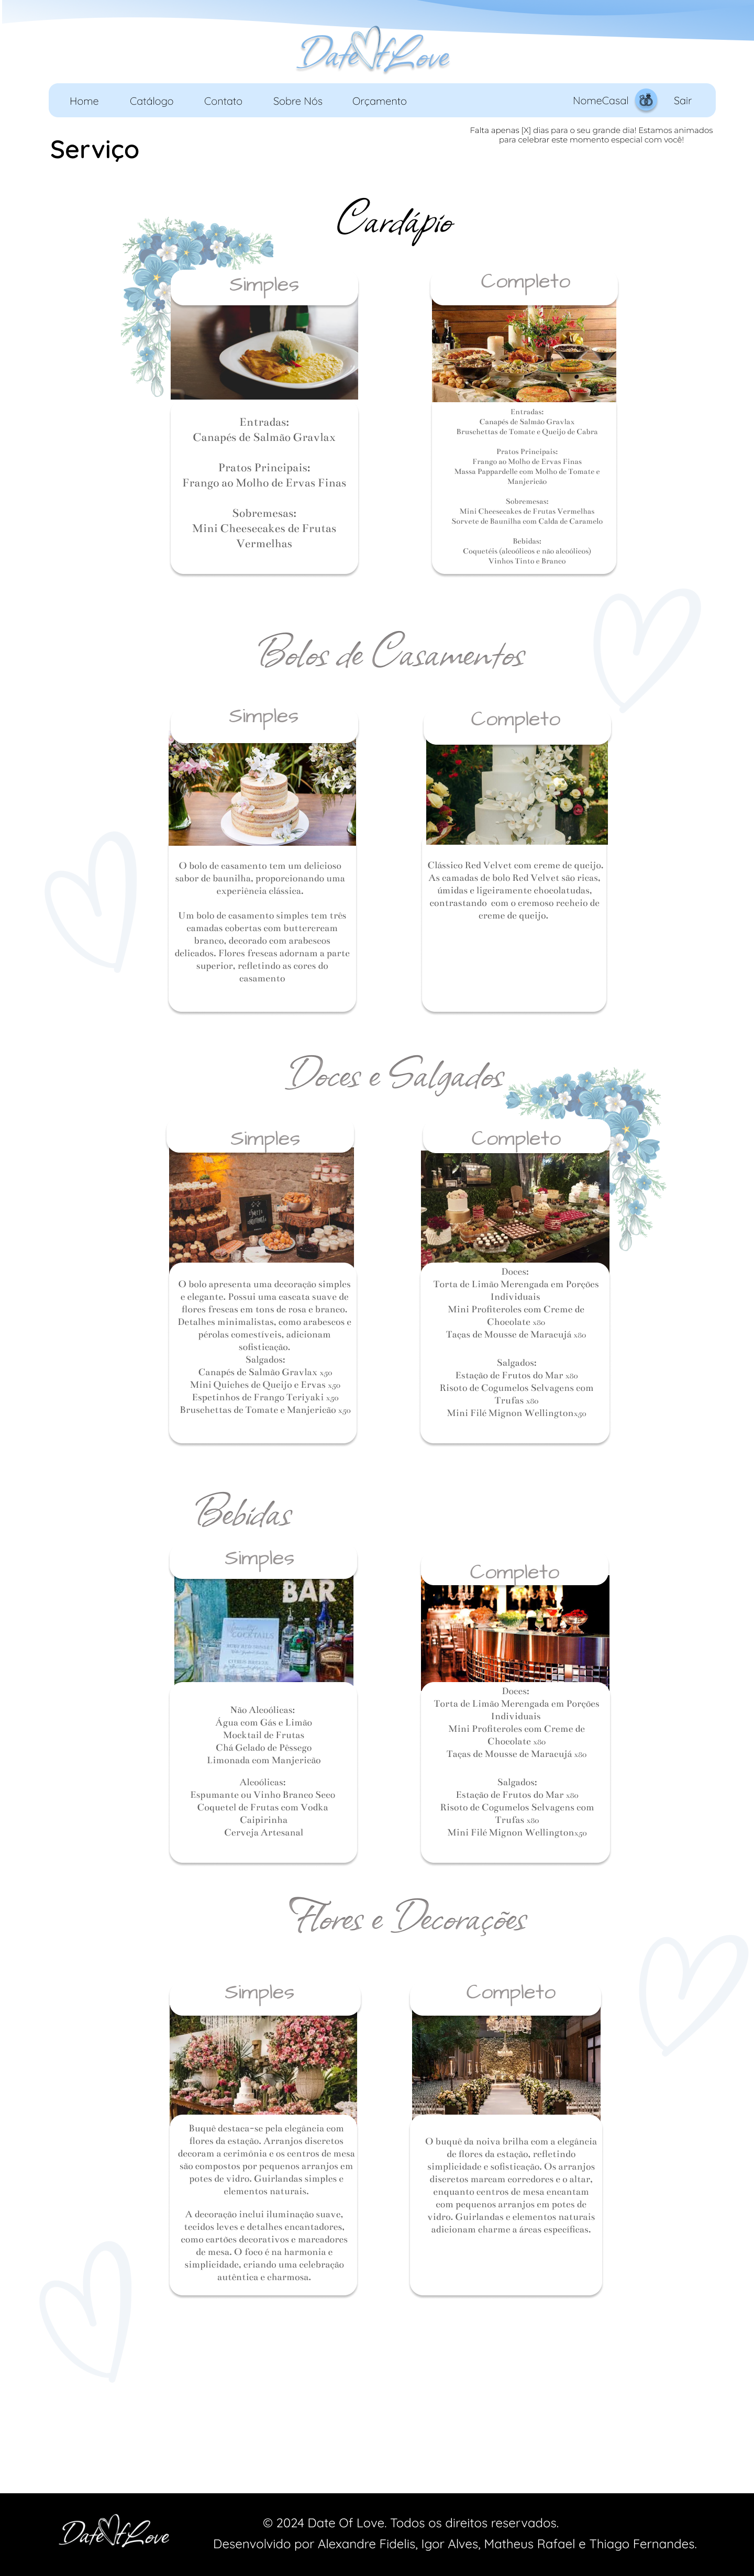 Date Of Love
Home Catálogo Contato Sobre Nós Orçamento NomeCasal Sair
Falta apenas [X] dias para o seu grande dia! Estamos animados
para celebrar este momento especial com você!
Serviço
Cardápio
Simples
Entradas:
Canapés de Salmão Gravlax
Pratos Principais:
Frango ao Molho de Ervas Finas
Sobremesas:
Mini Cheesecakes de Frutas
Vermelhas
Completo
Entradas:
Canapés de Salmão Gravlax
Bruschettas de Tomate e Queijo de Cabra
Pratos Principais:
Frango ao Molho de Ervas Finas
Massa Pappardelle com Molho de Tomate e
Manjericão
Sobremesas:
Mini Cheesecakes de Frutas Vermelhas
Sorvete de Baunilha com Calda de Caramelo
Bebidas:
Coquetéis (alcoólicos e não alcoólicos)
Vinhos Tinto e Branco
Bolos de Casamentos
Simples
O bolo de casamento tem um delicioso
sabor de baunilha, proporcionando uma
experiência clássica.
Um bolo de casamento simples tem três
camadas cobertas com buttercream
branco, decorado com arabescos
delicados. Flores frescas adornam a parte
superior, refletindo as cores do
casamento
Completo
Clássico Red Velvet com creme de queijo.
As camadas de bolo Red Velvet são ricas,
úmidas e ligeiramente chocolatudas,
contrastando com o cremoso recheio de
creme de queijo.
Doces e Salgados
Simples
O bolo apresenta uma decoração simples
e elegante. Possui uma cascata suave de
flores frescas em tons de rosa e branco.
Detalhes minimalistas, como arabescos e
pérolas comestíveis, adicionam
sofisticação.
Salgados:
Canapés de Salmão Gravlax x50
Mini Quiches de Queijo e Ervas x50
Espetinhos de Frango Teriyaki x50
Bruschettas de Tomate e Manjericão x50
Completo
Doces:
Torta de Limão Merengada em Porções
Individuais
Mini Profiteroles com Creme de
Chocolate x80
Taças de Mousse de Maracujá x80
Salgados:
Estação de Frutos do Mar x80
Risoto de Cogumelos Selvagens com
Trufas x80
Mini Filé Mignon Wellingtonx50
Bebidas
Simples
BAR
COCKTAILS
Não Alcoólicas:
Água com Gás e Limão
Mocktail de Frutas
Chá Gelado de Pêssego
Limonada com Manjericão
Alcoólicas:
Espumante ou Vinho Branco Seco
Coquetel de Frutas com Vodka
Caipirinha
Cerveja Artesanal
Completo
Doces:
Torta de Limão Merengada em Porções
Individuais
Mini Profiteroles com Creme de
Chocolate x80
Taças de Mousse de Maracujá x80
Salgados:
Estação de Frutos do Mar x80
Risoto de Cogumelos Selvagens com
Trufas x80
Mini Filé Mignon Wellingtonx50
Flores e Decorações
Simples
Buquê destaca-se pela elegância com
flores da estação. Arranjos discretos
decoram a cerimônia e os centros de mesa
são compostos por pequenos arranjos em
potes de vidro. Guirlandas simples e
elementos naturais.
A decoração inclui iluminação suave,
tecidos leves e detalhes encantadores,
como cartões decorativos e marcadores
de mesa. O foco é na harmonia e
simplicidade, criando uma celebração
autêntica e charmosa.
Completo
O buquê da noiva brilha com a elegância
de flores da estação, refletindo
simplicidade e sofisticação. Os arranjos
discretos marcam corredores e o altar,
enquanto centros de mesa encantam
com pequenos arranjos em potes de
vidro. Guirlandas e elementos naturais
adicionam charme a áreas específicas.
Date Of Love
© 2024 Date Of Love. Todos os direitos reservados.
Desenvolvido por Alexandre Fidelis, Igor Alves, Matheus Rafael e Thiago Fernandes.